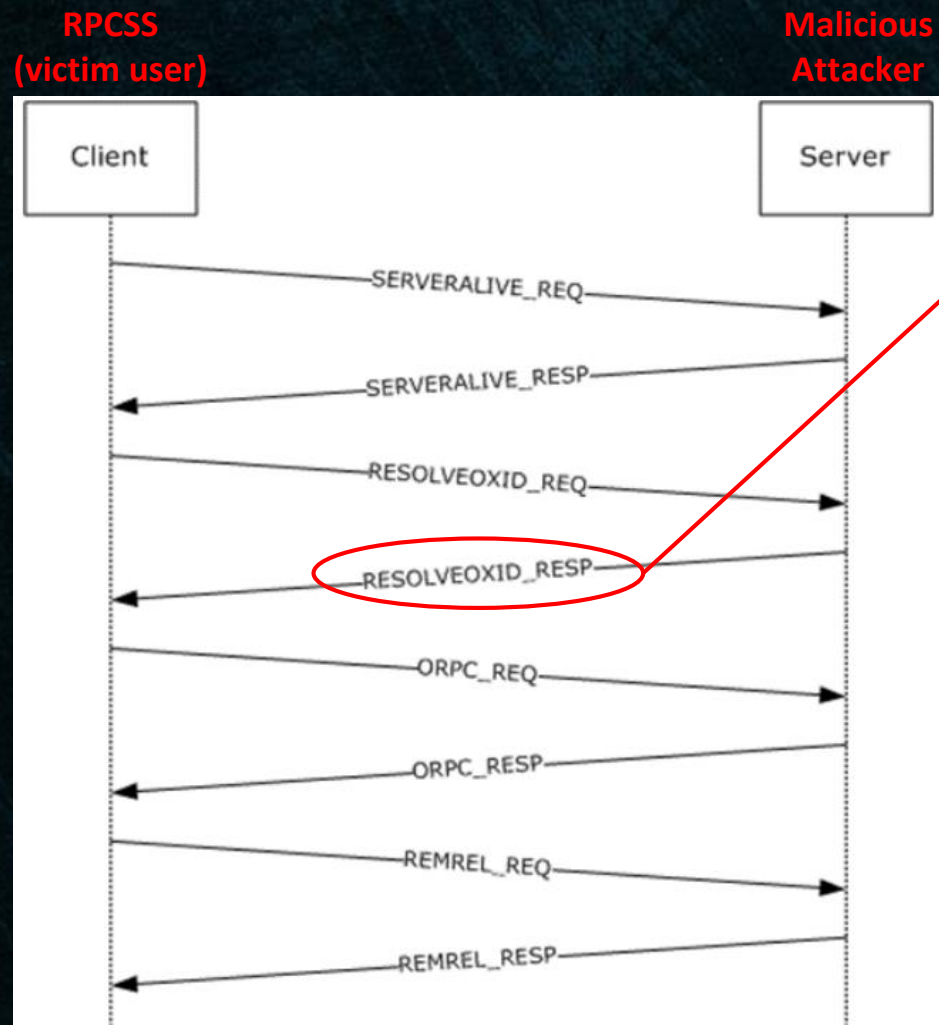 RPCSS
(victim user)
Malicious
Attacker
Client
Server
SERVERALIVE_REQ
SERVERALIVE_RESP
RESOLVEOXID_REQ
RESOLVEOXID_RESP
ORPC_REQ
ORPC_RESP
REMREL_REQ
REMREL_RESP